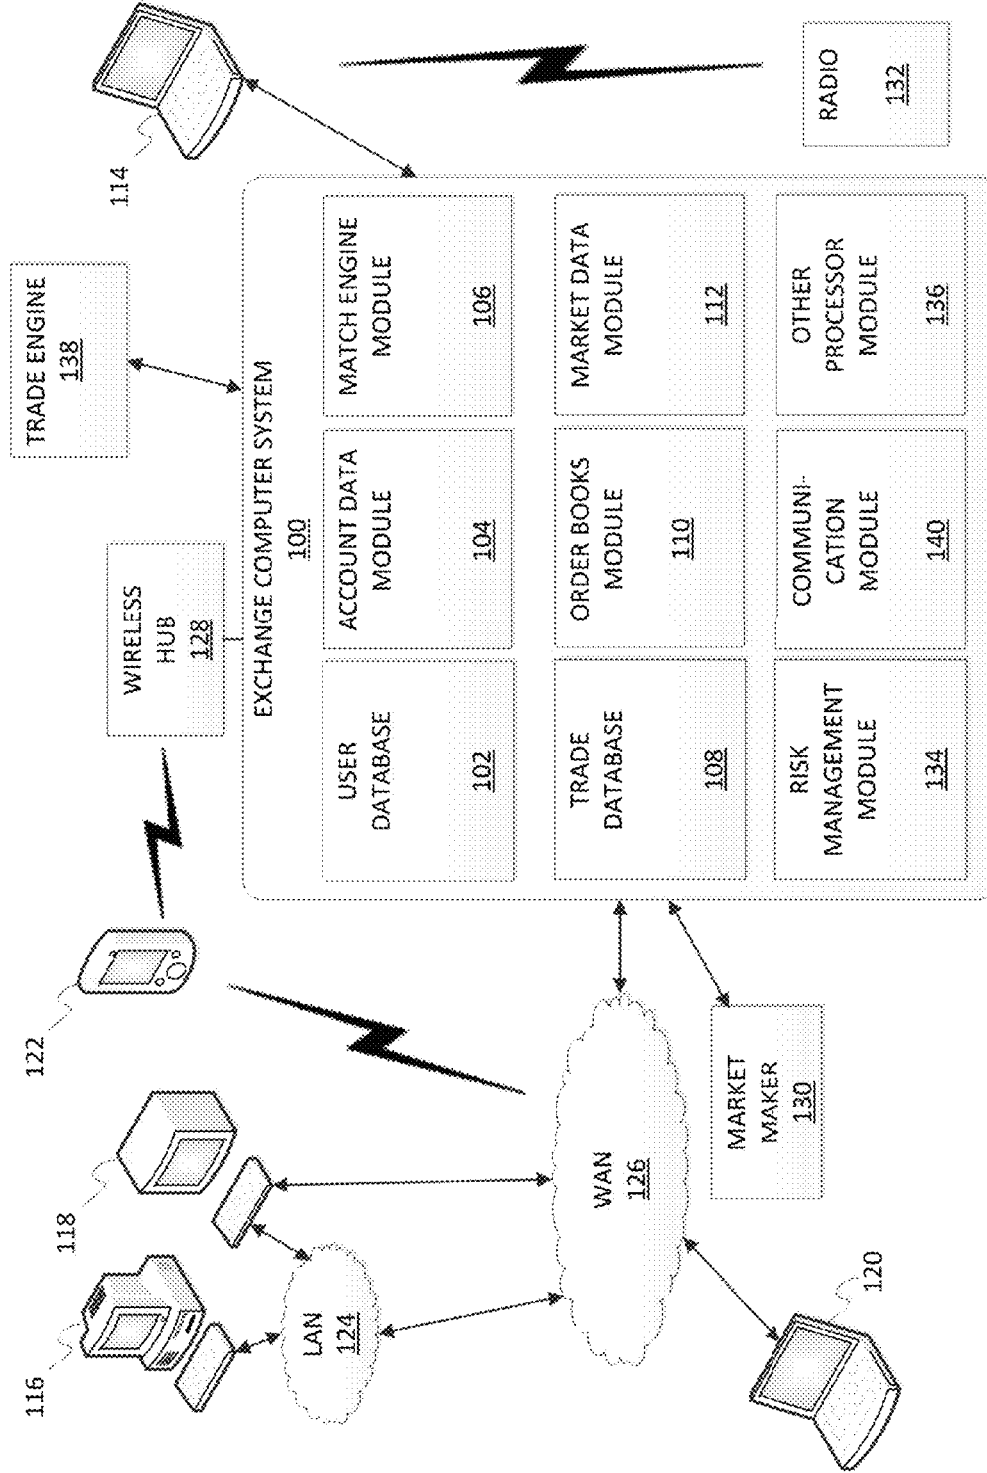 116
118
122
WIRELESS
HUB
128
TRADE ENGINE
138
114
LAN
124
EXCHANGE COMPUTER SYSTEM
100
USER
DATABASE
102
ACCOUNT DATA
MODULE
104
MATCH ENGINE
MODULE
106
WAN
126
TRADE
DATABASE
108
ORDER BOOKS
MODULE
110
MARKET DATA
MODULE
112
MARKET
MAKER
130
RISK
MANAGEMENT
MODULE
134
COMMUNI-
CATION
MODULE
140
OTHER
PROCESSOR
MODULE
136
120
RADIO
132